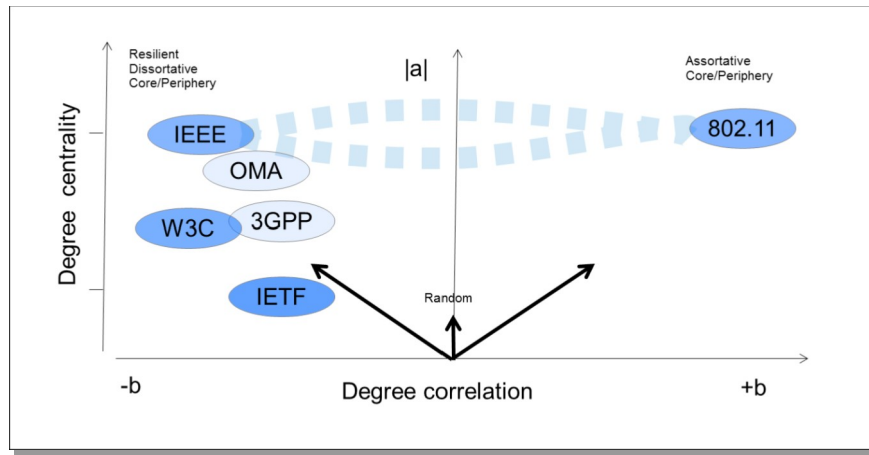 Resilient
Dissortative
Core/Periphery
|a|
Assortative
Core/Periphery
IEEE
802.11
OMA
W3C
3GPP
IETF
Random
Degree centrality
-b
Degree correlation
+b